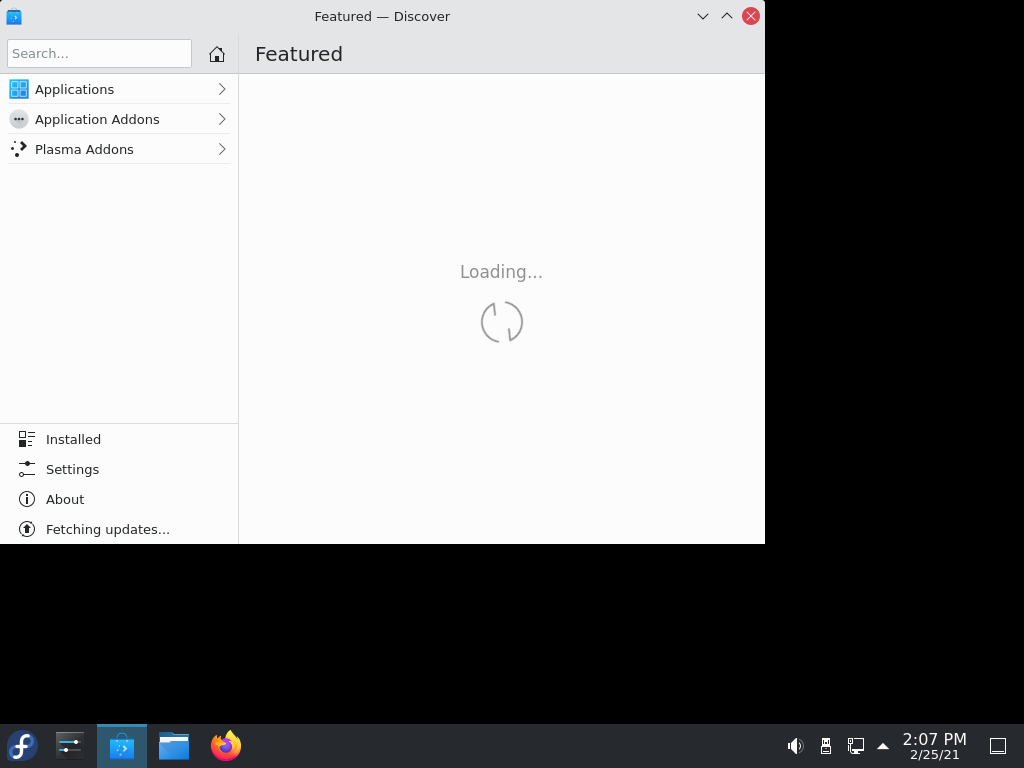 Featured — Discover
Search...
Featured
Applications
Application Addons
Plasma Addons
Loading...
Installed
Settings
About
Fetching updates...
2:07 PM
2/25/21